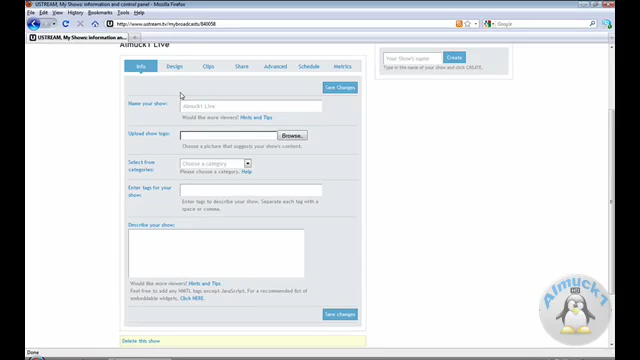 USTREAM, My Shows: information and control panel - Mozilla Firefox
File Edit View History Bookmarks Tools Help
http://www.ustream.tv/mybroadcasts/840058
Google
USTREAM, My Shows: information an...
Almuck1 Live
Your Show's name
Create
Type in the name of your show and click CREATE.
Info Design Clips Share Advanced Schedule Metrics
Save Changes
Name your show:
Almuck1 Live
Would like more viewers? Hints and Tips
Upload show logo:
Browse..
Choose a picture that suggests your show's content.
Select from
categories:
Choose a category
Please choose a category. Help
Enter tags for your
show:
Enter tags to describe your show. Separate each tag with a
space or comma.
Describe your show:
Would like more viewers? Hints and Tips
Feel free to add any HMTL tags except JavaScript. For a recommended list of
embeddable widgets, Click HERE.
Save changes
Delete this show
Done
Almuck1
HD